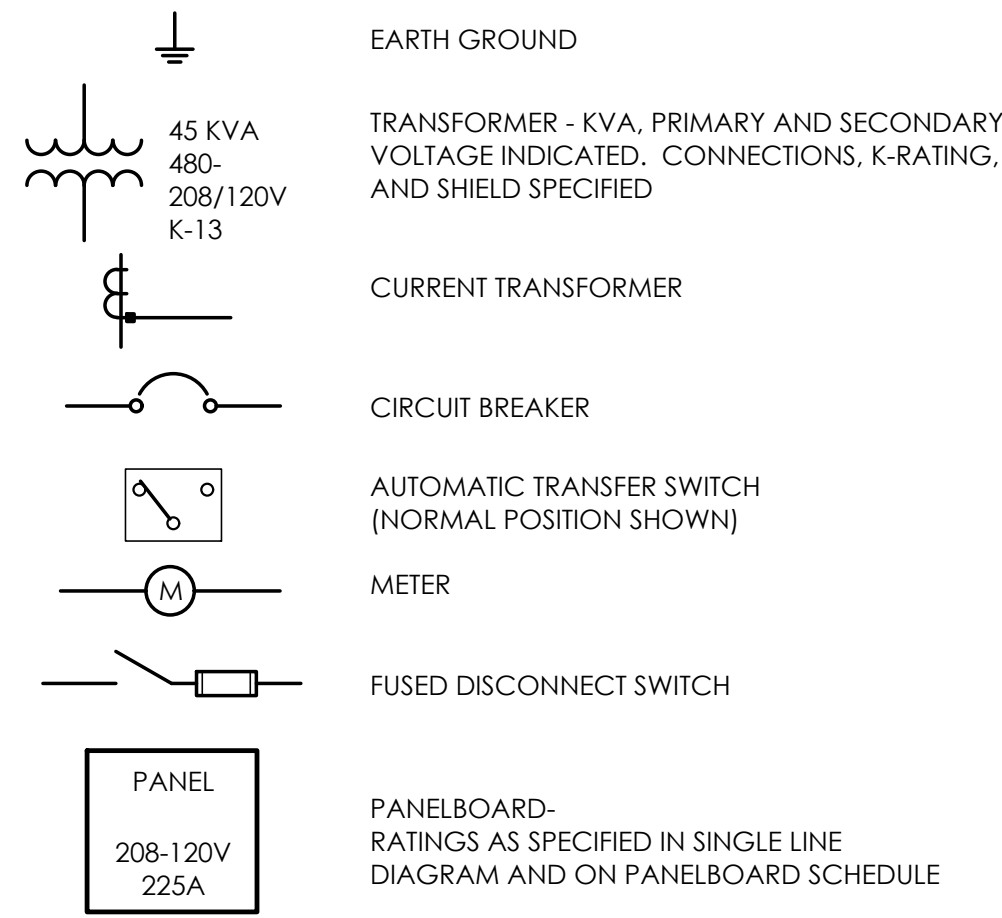 EARTH GROUND
45 KVA
480-
208/120V
K-13
TRANSFORMER - KVA, PRIMARY AND SECONDARY
VOLTAGE INDICATED.  CONNECTIONS, K-RATING,
AND SHIELD SPECIFIED
CURRENT TRANSFORMER
CIRCUIT BREAKER
AUTOMATIC TRANSFER SWITCH
(NORMAL POSITION SHOWN)
M
METER
FUSED DISCONNECT SWITCH
PANEL
208-120V
225A
PANELBOARD-
RATINGS AS SPECIFIED IN SINGLE LINE
DIAGRAM AND ON PANELBOARD SCHEDULE